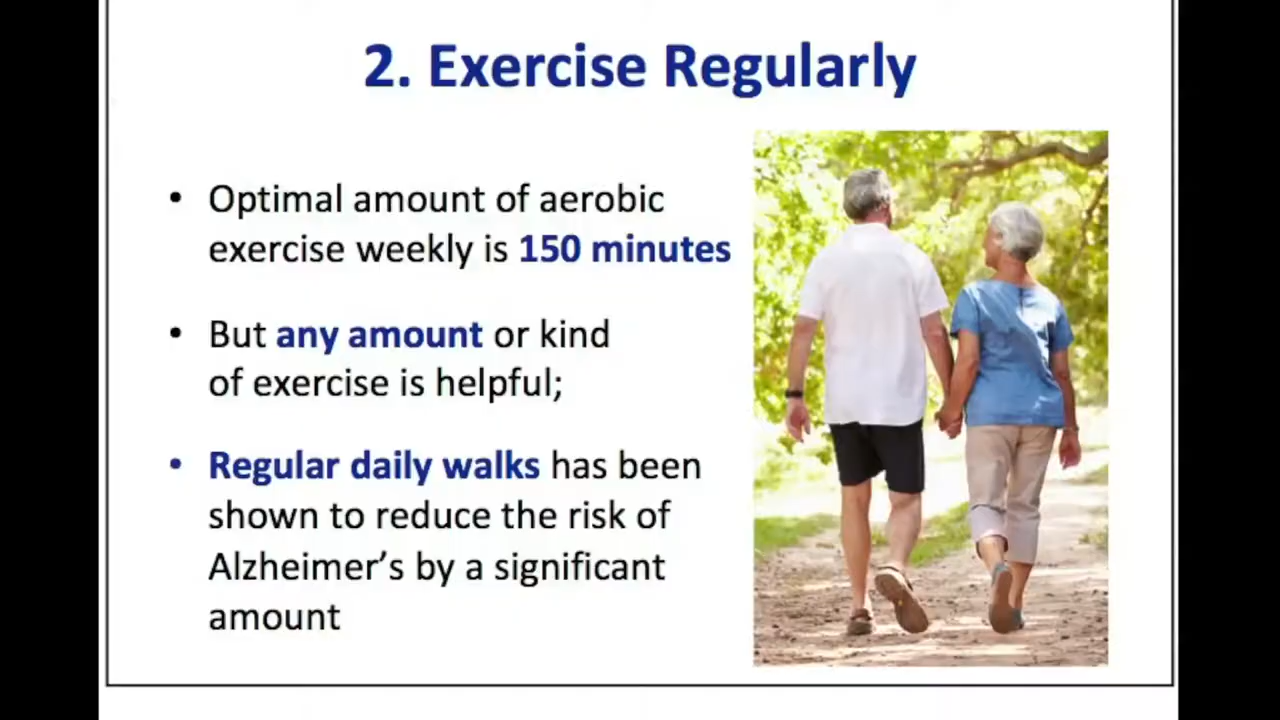 2. Exercise Regularly
• Optimal amount of aerobic
exercise weekly is 150 minutes
• But any amount or kind
of exercise is helpful;
• Regular daily walks has been
shown to reduce the risk of
Alzheimer’s by a significant
amount